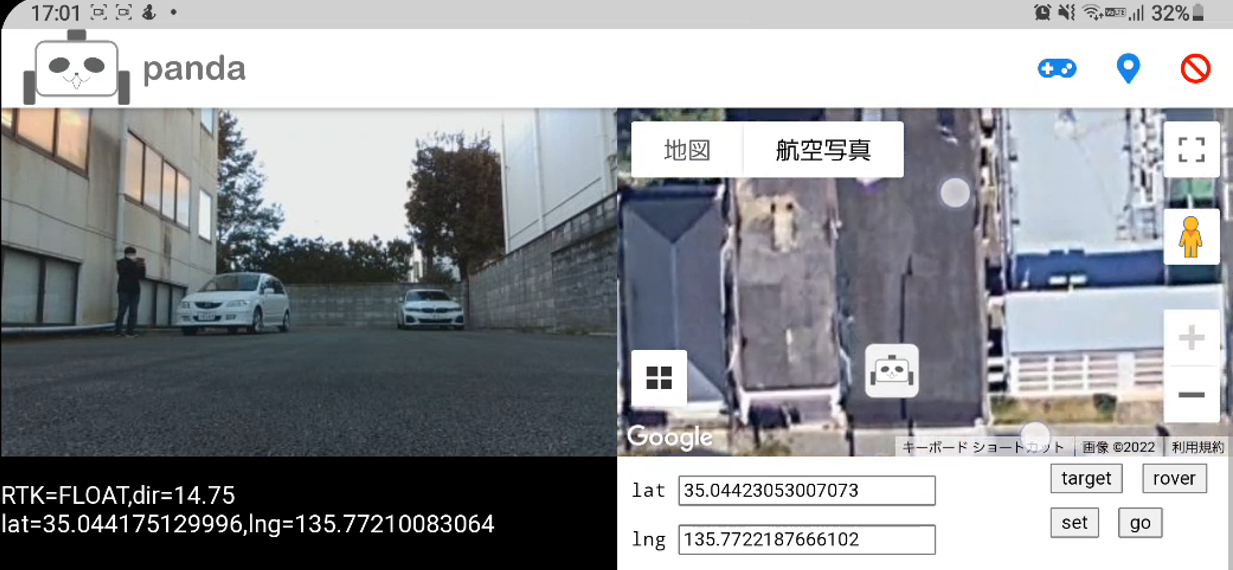 17:01
32%
panda
地図
航空写真
Google
キーボード ショートカット
画像 ©2022
利用規約
RTK=FLOAT,dir=14.75
lat=35.044175129996,lng=135.77210083064
lat 35.04423053007073
target rover
lng 135.7722187666102
set go